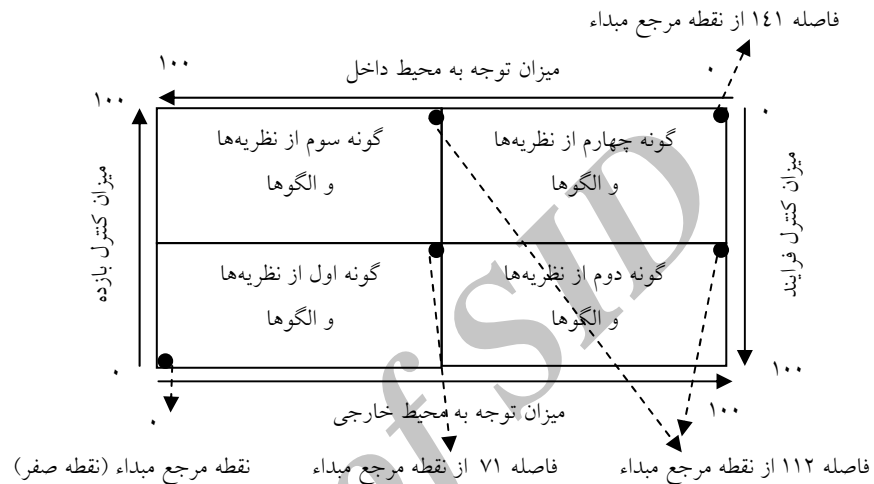 فاصله ۱٤۱ از نقطه مرجع مبداء
۱۰۰
میزان توجه به محیط داخل
۰
۱۰۰
۰
گونه چهارم از نظریه‌ها
و الگوها
گونه سوم از نظریه‌ها
و الگوها
میزان کنترل فرایند
میزان کنترل بازده
گونه دوم از نظریه‌ها
و الگوها
گونه اول از نظریه‌ها
و الگوها
۱۰۰
۰
۱۰۰
میزان توجه به محیط خارجی
۰
فاصله ۱۱۲ از نقطه مرجع مبداء
فاصله ۷۱ از نقطه مرجع مبداء
نقطه مرجع مبداء (نقطه صفر)
of SID